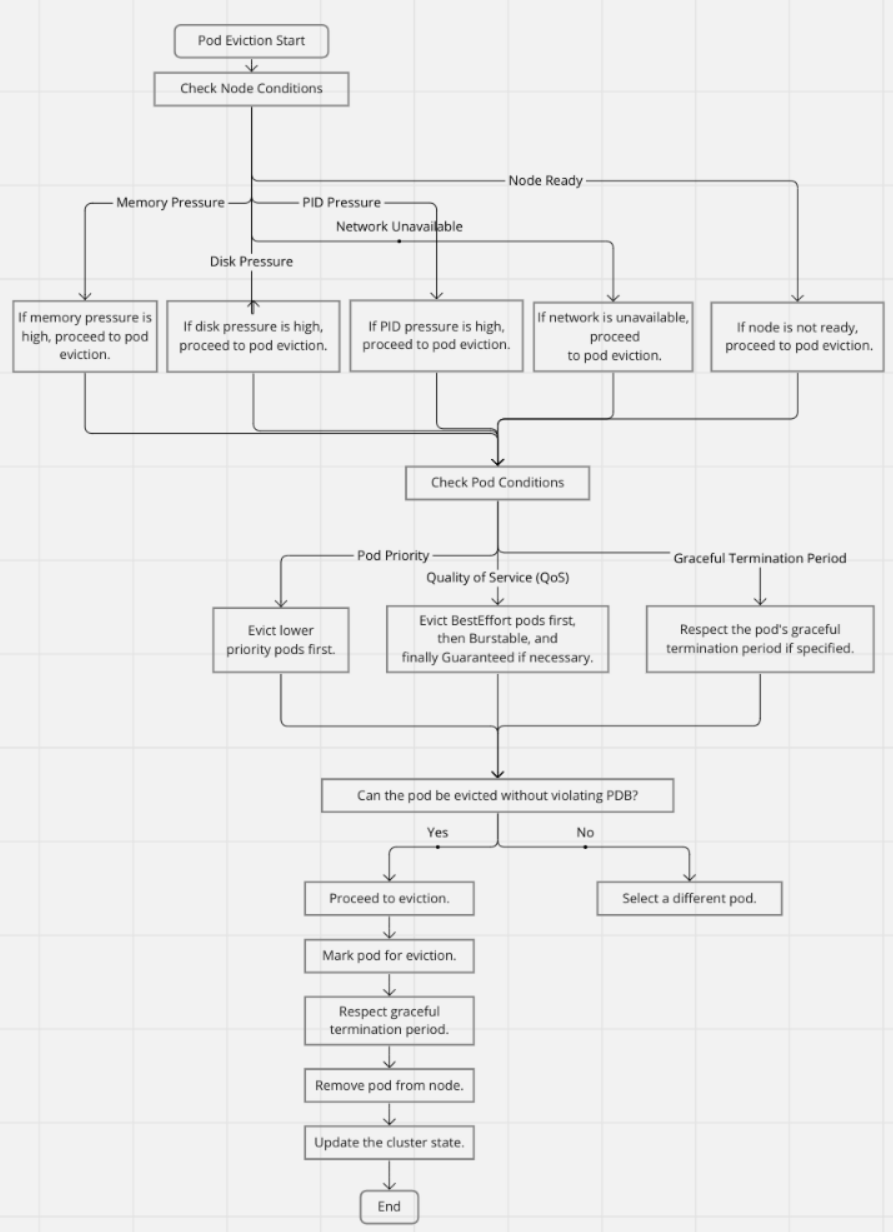 Pod Eviction Start
Check Node Conditions
Node Ready
Memory Pressure
PID Pressure
Network Unavailable
Disk Pressure
If memory pressure is
high, proceed to pod
eviction.
If disk pressure is high,
proceed to pod eviction.
If PID pressure is high,
proceed to pod eviction.
If network is unavailable,
proceed
to pod eviction.
If node is not ready,
proceed to pod eviction.
Check Pod Conditions
Pod Priority
Quality of Service (QoS)
Graceful Termination Period
Evict lower
priority pods first.
Evict BestEffort pods first,
then Burstable, and
finally Guaranteed if necessary.
Respect the pod's graceful
termination period if specified.
Can the pod be evicted without violating PDB?
Yes
No
Proceed to eviction.
Select a different pod.
Mark pod for eviction.
Respect graceful
termination period.
Remove pod from node.
Update the cluster state.
End